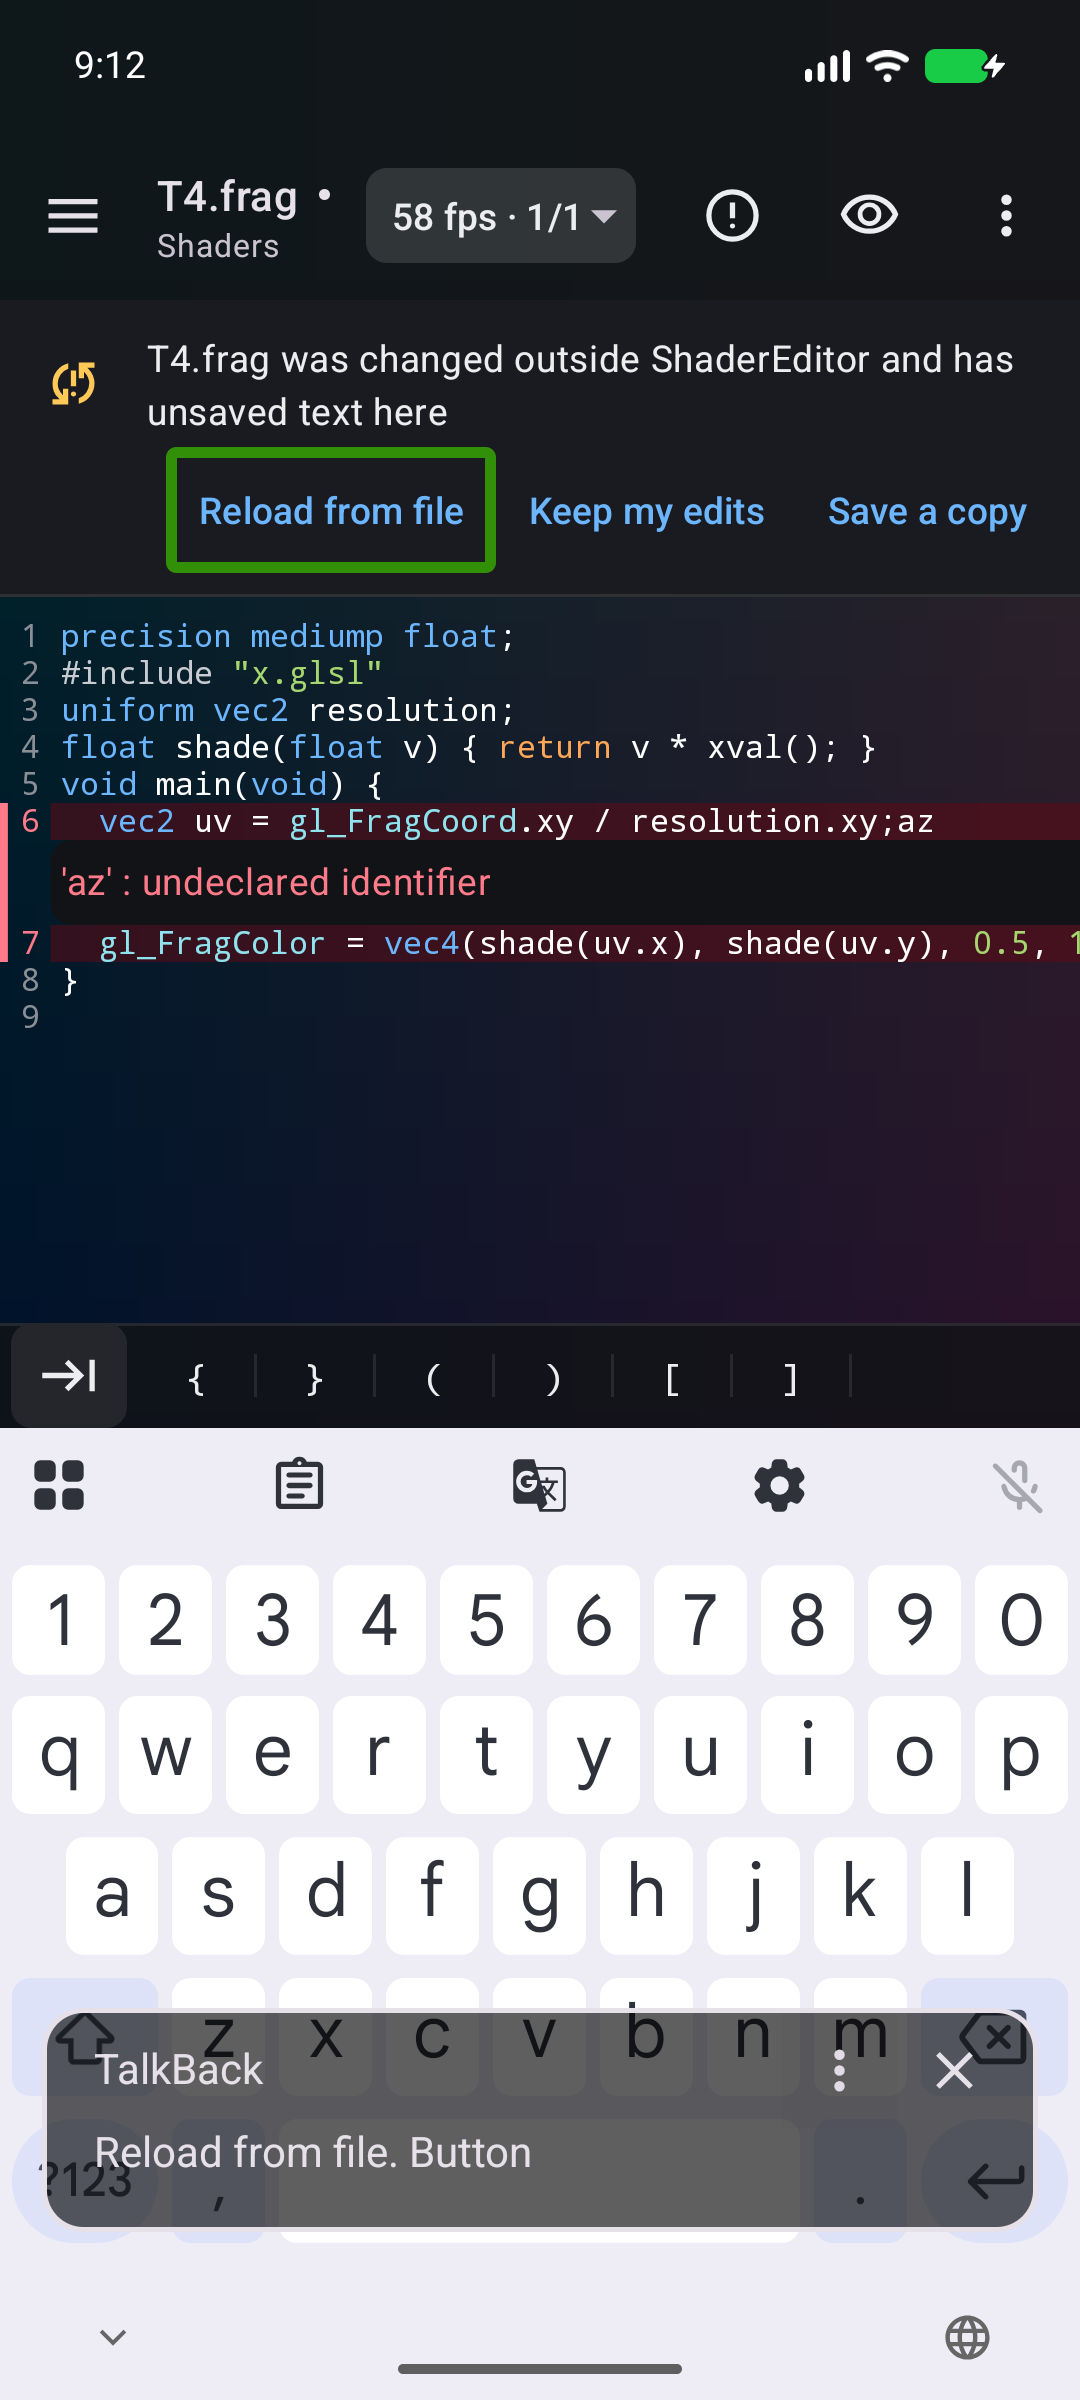 9:12
T4.frag •
Shaders
58 fps · 1/1
T4.frag was changed outside ShaderEditor and has
unsaved text here
Reload from file Keep my edits Save a copy
1 precision mediump float;
2 #include "x.glsl"
3 uniform vec2 resolution;
4 float shade(float v) { return v * xval(); }
5 void main(void) {
6   vec2 uv = gl_FragCoord.xy / resolution.xy;az
'az' : undeclared identifier
7   gl_FragColor = vec4(shade(uv.x), shade(uv.y), 0.5, 1
8 }
9
{ } ( ) [ ]
1 2 3 4 5 6 7 8 9 0
q w e r t y u i o p
a s d f g h j k l
z x c v b n m
TalkBack
Reload from file. Button
?123 , .